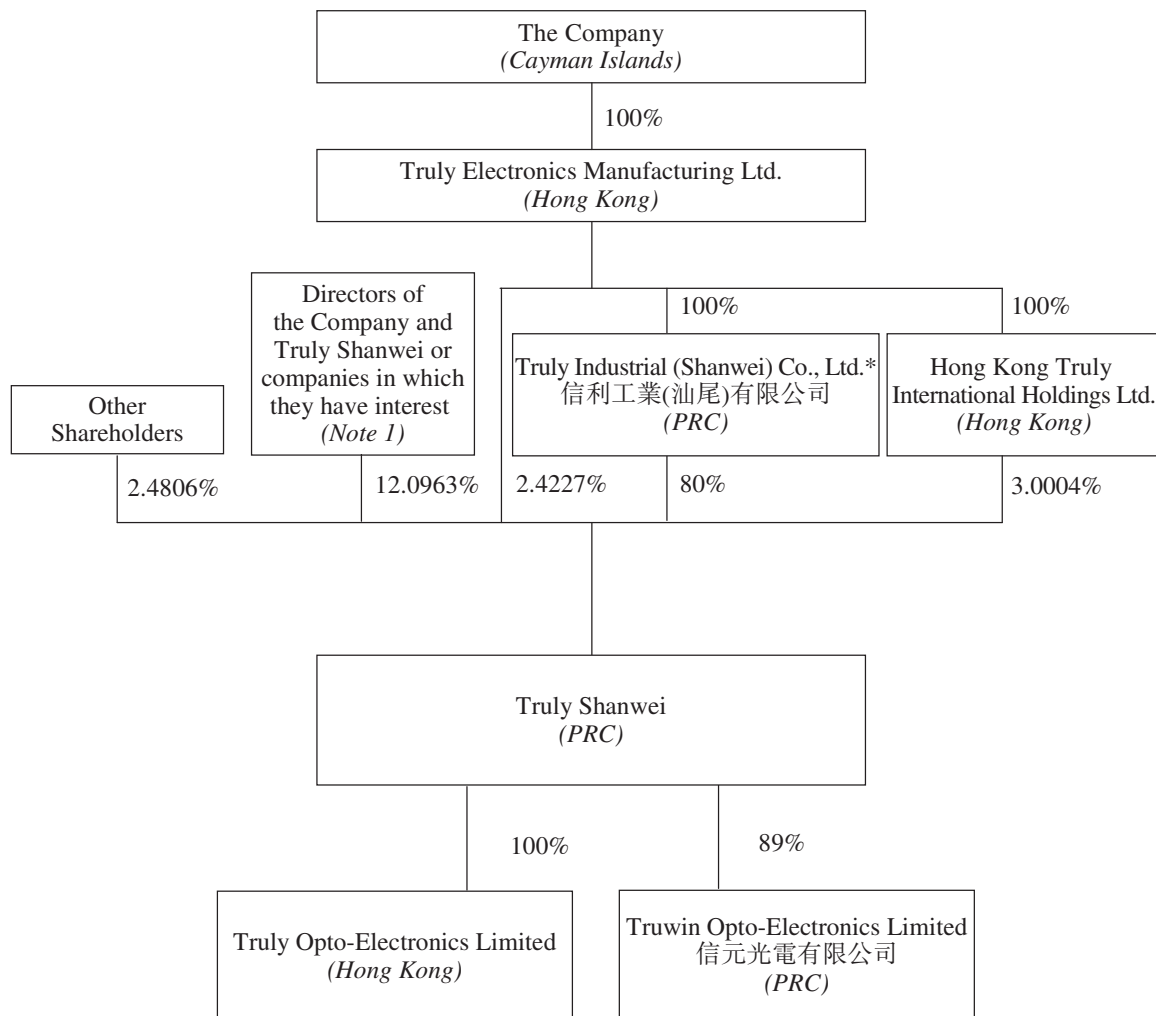 The Company
(Cayman Islands)
100%
Truly Electronics Manufacturing Ltd.
(Hong Kong)
Directors of
the Company and
Truly Shanwei or
companies in which
they have interest
(Note 1)
100%
100%
Truly Industrial (Shanwei) Co., Ltd.*
信利工業(汕尾)有限公司
(PRC)
Hong Kong Truly
International Holdings Ltd.
(Hong Kong)
Other
Shareholders
2.4806%
12.0963%
2.4227%
80%
3.0004%
Truly Shanwei
(PRC)
100%
89%
Truly Opto-Electronics Limited
(Hong Kong)
Truwin Opto-Electronics Limited
信元光電有限公司
(PRC)